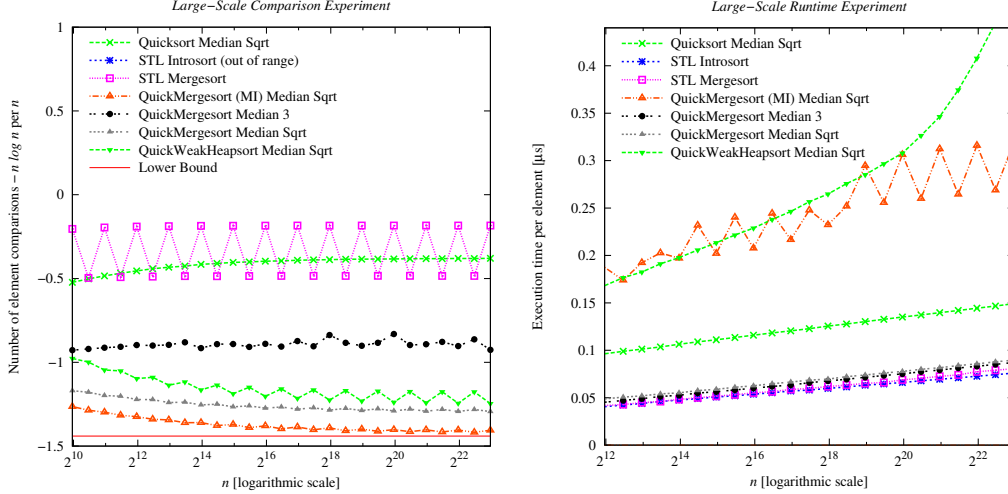 Large−Scale Comparison Experiment
1
0.5
0
−0.5
−1
−1.5
Number of element comparisons − n log n per n
Quicksort Median Sqrt
STL Introsort (out of range)
STL Mergesort
QuickMergesort (MI) Median Sqrt
QuickMergesort Median 3
QuickMergesort Median Sqrt
QuickWeakHeapsort Median Sqrt
Lower Bound
2^10 2^12 2^14 2^16 2^18 2^20 2^22
n [logarithmic scale]
Large−Scale Runtime Experiment
0.4
0.35
0.3
0.25
0.2
0.15
0.1
0.05
0
Execution time per element [μs]
Quicksort Median Sqrt
STL Introsort
STL Mergesort
QuickMergesort (MI) Median Sqrt
QuickMergesort Median 3
QuickMergesort Median Sqrt
QuickWeakHeapsort Median Sqrt
2^12 2^14 2^16 2^18 2^20 2^22
n [logarithmic scale]